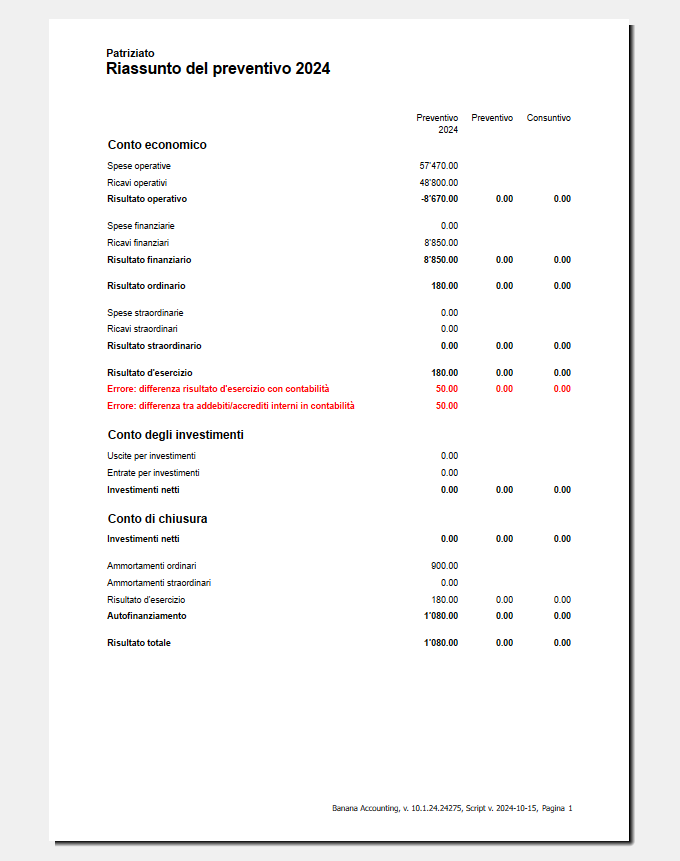 Patriziato
Riassunto del preventivo 2024
Preventivo Preventivo Consuntivo
2024
Conto economico
Spese operative 57'470.00
Ricavi operativi 48'800.00
Risultato operativo -8'670.00 0.00 0.00
Spese finanziarie 0.00
Ricavi finanziari 8'850.00
Risultato finanziario 8'850.00 0.00 0.00
Risultato ordinario 180.00 0.00 0.00
Spese straordinarie 0.00
Ricavi straordinari 0.00
Risultato straordinario 0.00 0.00 0.00
Risultato d'esercizio 180.00 0.00 0.00
Errore: differenza risultato d'esercizio con contabilità 50.00 0.00 0.00
Errore: differenza tra addebiti/accrediti interni in contabilità 50.00
Conto degli investimenti
Uscite per investimenti 0.00
Entrate per investimenti 0.00
Investimenti netti 0.00 0.00 0.00
Conto di chiusura
Investimenti netti 0.00 0.00 0.00
Ammortamenti ordinari 900.00
Ammortamenti straordinari 0.00
Risultato d'esercizio 180.00 0.00 0.00
Autofinanziamento 1'080.00 0.00 0.00
Risultato totale 1'080.00 0.00 0.00
Banana Accounting, v. 10.1.24.24275, Script v. 2024-10-15, Pagina 1